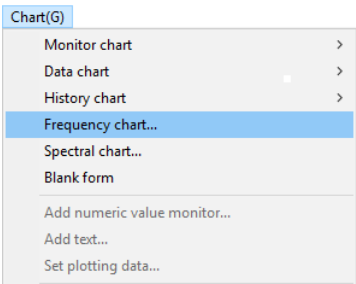 Chart(G)
Monitor chart
Data chart
History chart
Frequency chart...
Spectral chart...
Blank form
Add numeric value monitor...
Add text...
Set plotting data...